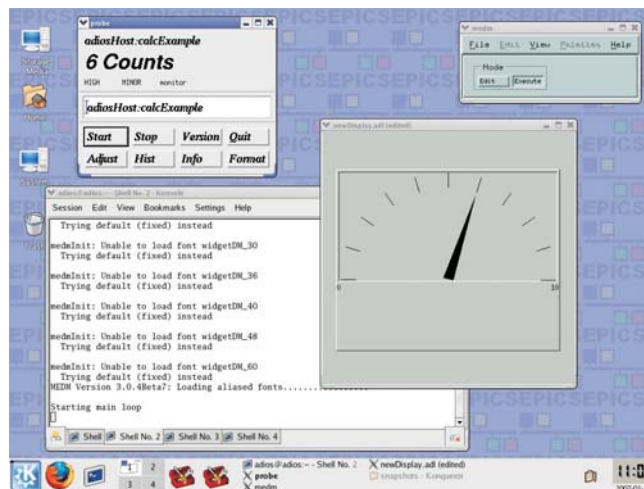 probe
adiosHost:calcExample
6 Counts
HIGH MINOR monitor
adiosHost:calcExample
Start Stop Version Quit
Adjust Hist Info Format
medm
File Edit View Palettes Help
Mode
Edit Execute
Storage
Media
Home
System
Trash
newDisplay.adl (edited)
0 10
adios@adios:~ - Shell No. 2 - Konsole
Session Edit View Bookmarks Settings Help
Trying default (fixed) instead
medmInit: Unable to load font widgetDM_30
Trying default (fixed) instead
medmInit: Unable to load font widgetDM_36
Trying default (fixed) instead
medmInit: Unable to load font widgetDM_40
Trying default (fixed) instead
medmInit: Unable to load font widgetDM_48
Trying default (fixed) instead
medmInit: Unable to load font widgetDM_60
Trying default (fixed) instead
MEDM Version 3.0.4Beta7: Loading aliased fonts................
Starting main loop
Shell Shell No. 2 Shell No. 3 Shell No. 4
EPICS
1 2
3 4
adios@adios:~ - Shell No. 2
probe
medm
newDisplay.adl (edited)
snapshots - Konqueror